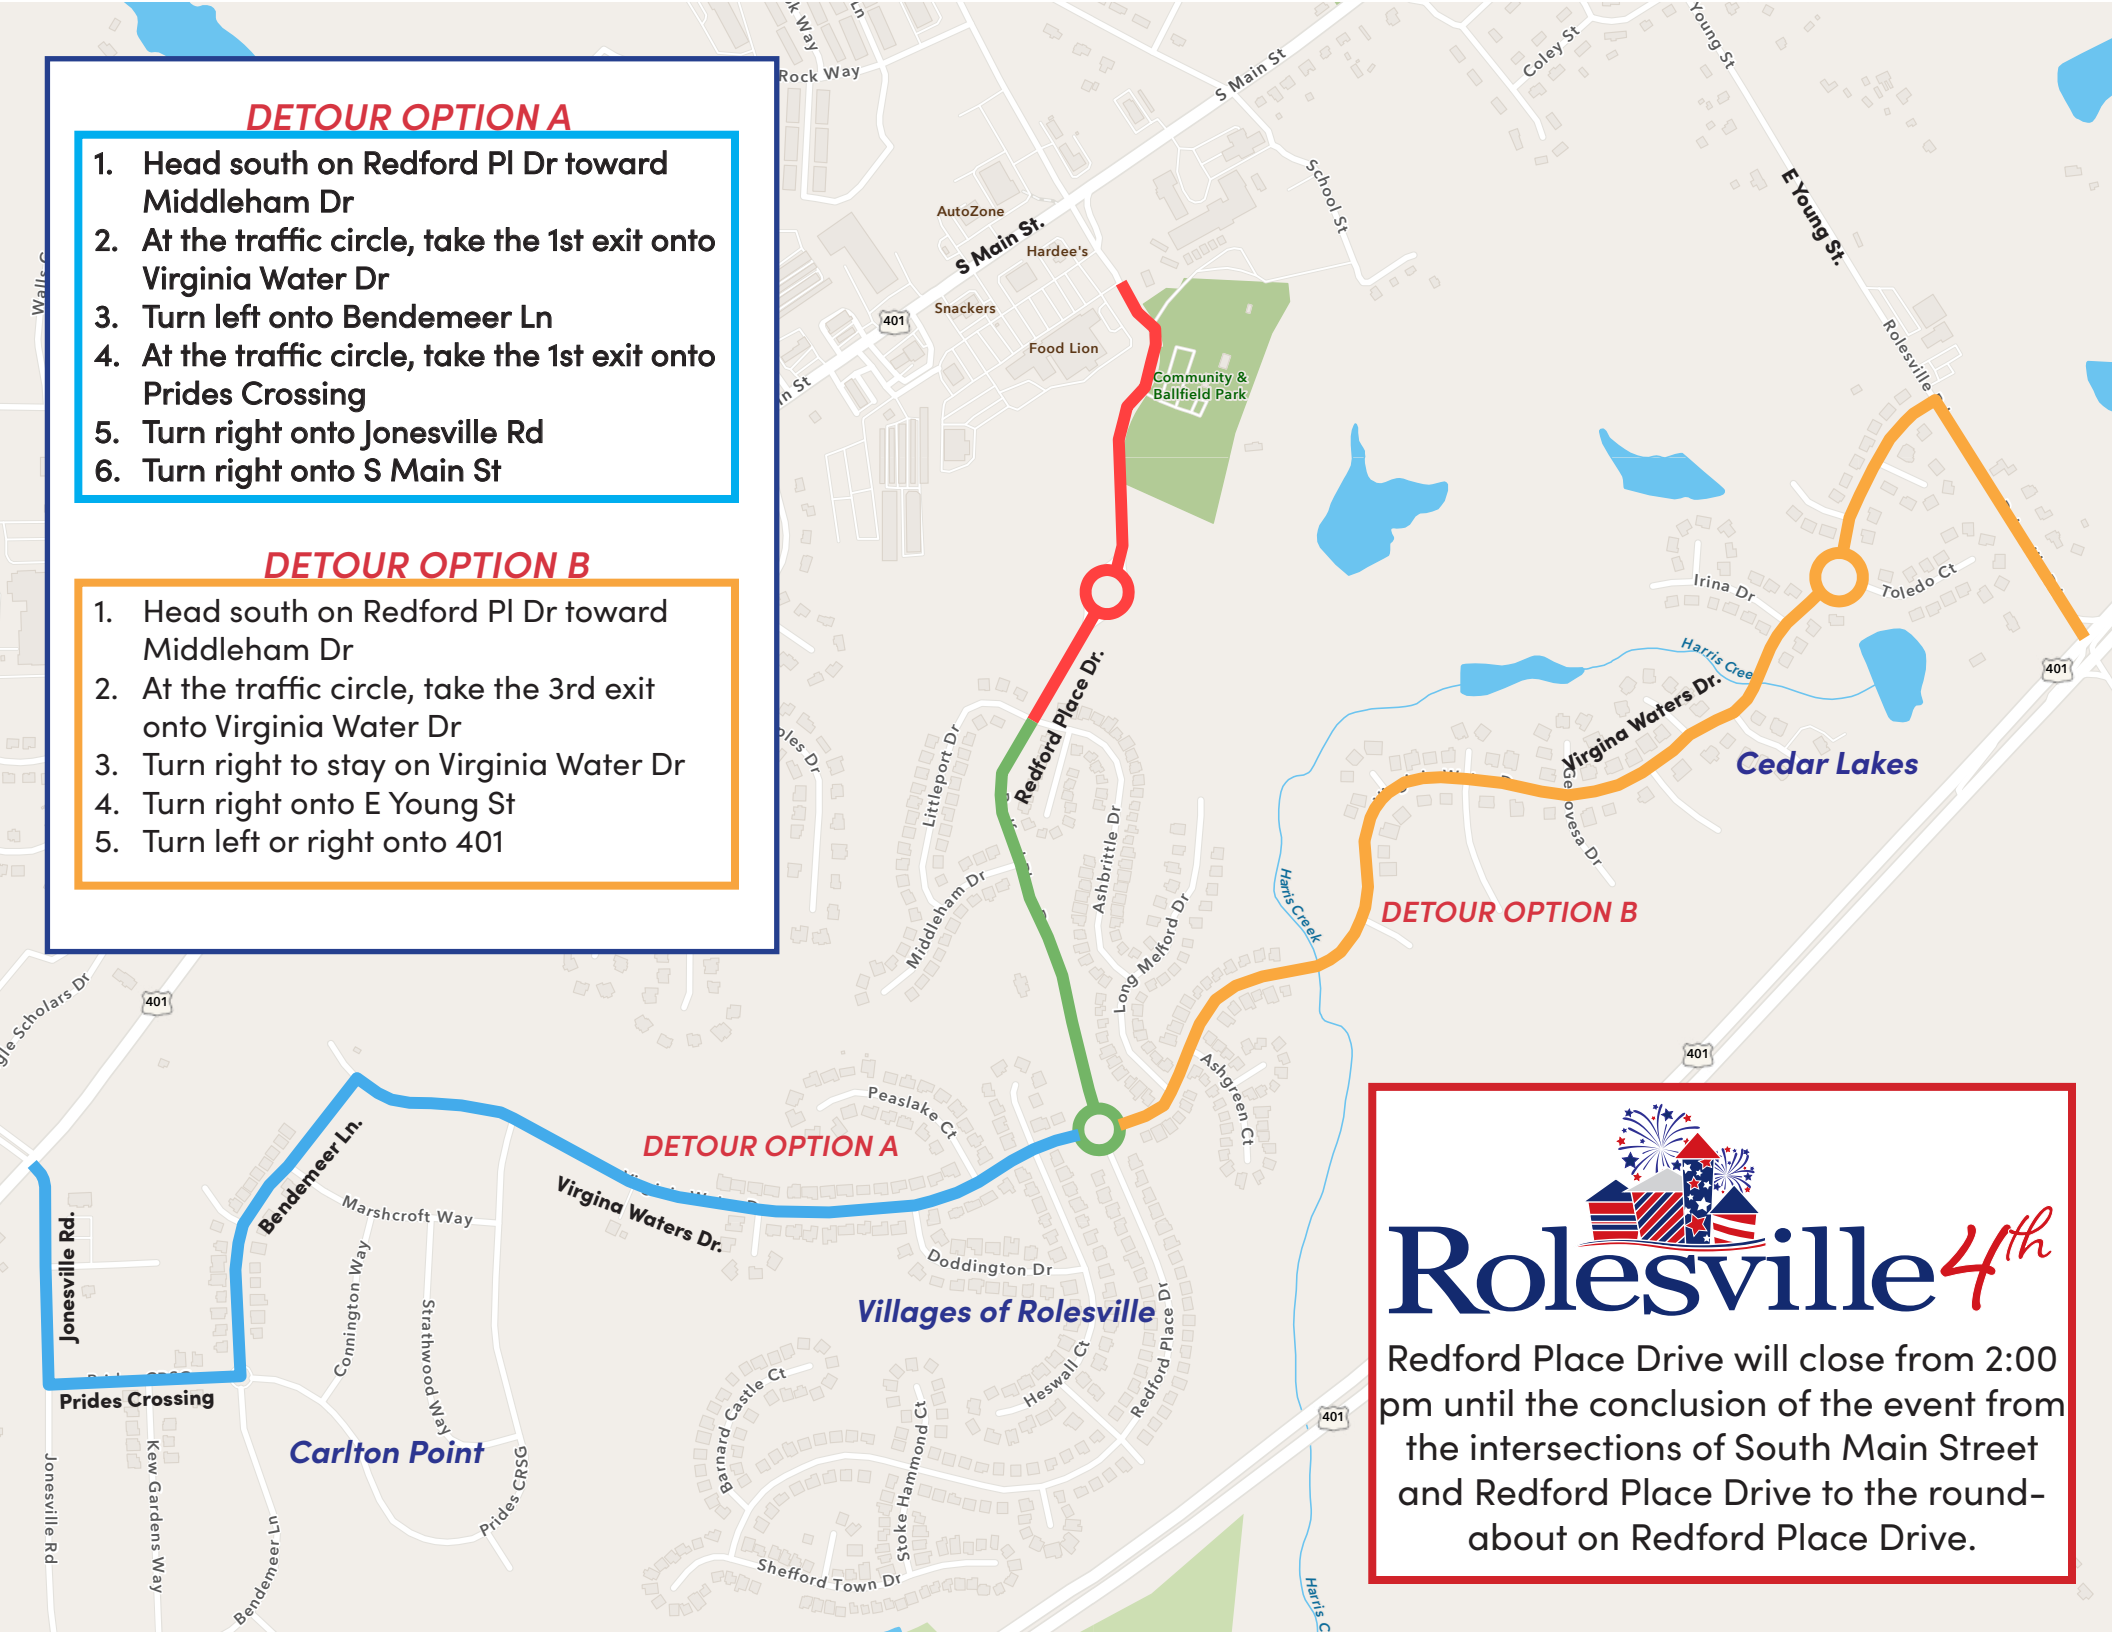 DETOUR OPTION A
1. Head south on Redford Pl Dr toward
Middleham Dr
2. At the traffic circle, take the 1st exit onto
Virginia Water Dr
3. Turn left onto Bendemeer Ln
4. At the traffic circle, take the 1st exit onto
Prides Crossing
5. Turn right onto Jonesville Rd
6. Turn right onto S Main St
DETOUR OPTION B
1. Head south on Redford Pl Dr toward
Middleham Dr
2. At the traffic circle, take the 3rd exit
onto Virginia Water Dr
3. Turn right to stay on Virginia Water Dr
4. Turn right onto E Young St
5. Turn left or right onto 401
Rock Way
S Main St
Coley St
Young St
School St
E Young St.
AutoZone
S Main St.
Hardee's
Snackers
401
Food Lion
Community &
Ballfield Park
Rolesville
Irina Dr
Toledo Ct
Harris Cree
401
Redford Place Dr.
Littleport Dr
Virgina Waters Dr.
Cedar Lakes
Genovesa Dr
Ashbrittle Dr
Middleham Dr
Long Melford Dr
Harris Creek
DETOUR OPTION B
401
401
Ashgreen Ct
Peaslake Ct
DETOUR OPTION A
Virgina Waters Dr.
Bendemeer Ln.
Marshcroft Way
Jonesville Rd.
Connington Way
Strathwood Way
Doddington Dr
Villages of Rolesville
Redford Place Dr
Heswall Ct
Barnard Castle Ct
Stoke Hammond Ct
Prides Crossing
Carlton Point
Prides CRSG
Jonesville Rd
Kew Gardens Way
Bendemeer Ln
Shefford Town Dr
401
Harris C
Rolesville 4th
Redford Place Drive will close from 2:00
pm until the conclusion of the event from
the intersections of South Main Street
and Redford Place Drive to the round-
about on Redford Place Drive.